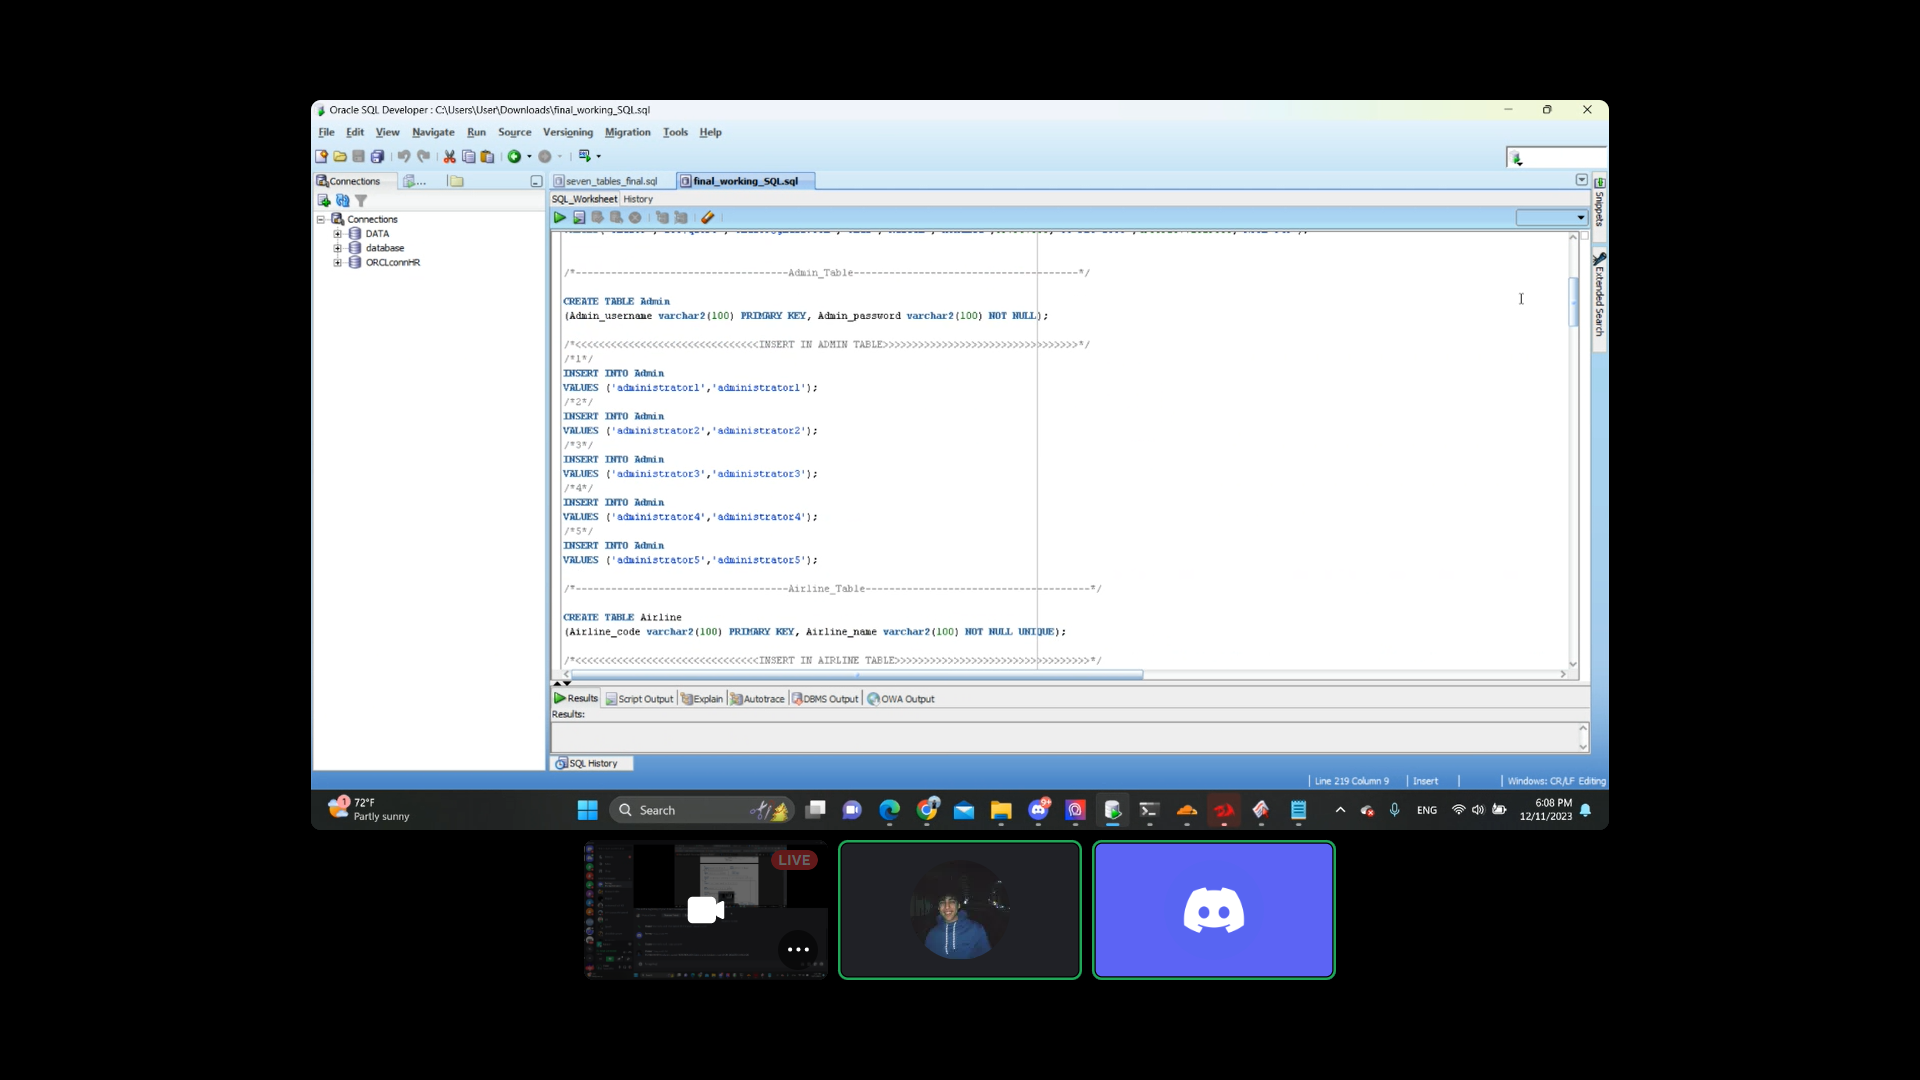 Oracle SQL Developer : C:\Users\User\Downloads\final_working_SQL.sql
File Edit View Navigate Run Source Versioning Migration Tools Help
Connections
seven_tables_final.sql
final_working_SQL.sql
SQL_Worksheet History
Connections
DATA
database
ORCLconnHR
Snippets
Extended Search
/*------------------------------------Admin_Table--------------------------------------*/
CREATE TABLE Admin
(Admin_username varchar2(100) PRIMARY KEY, Admin_password varchar2(100) NOT NULL);
/*<<<<<<<<<<<<<<<<<<<<<<<<<<<<<<<INSERT IN ADMIN TABLE>>>>>>>>>>>>>>>>>>>>>>>>>>>>>>>>>*/
/*1*/
INSERT INTO Admin
VALUES ('administrator1','administrator1');
/*2*/
INSERT INTO Admin
VALUES ('administrator2','administrator2');
/*3*/
INSERT INTO Admin
VALUES ('administrator3','administrator3');
/*4*/
INSERT INTO Admin
VALUES ('administrator4','administrator4');
/*5*/
INSERT INTO Admin
VALUES ('administrator5','administrator5');
/*------------------------------------Airline_Table--------------------------------------*/
CREATE TABLE Airline
(Airline_code varchar2(100) PRIMARY KEY, Airline_name varchar2(100) NOT NULL UNIQUE);
/*<<<<<<<<<<<<<<<<<<<<<<<<<<<<<<<INSERT IN AIRLINE TABLE>>>>>>>>>>>>>>>>>>>>>>>>>>>>>>>>>*/
Results Script Output Explain Autotrace DBMS Output OWA Output
Results:
SQL History
Line 219 Column 9 Insert Windows: CR/LF Editing
1
72°F
Partly sunny
Search
9+
ENG
6:08 PM
12/11/2023
LIVE